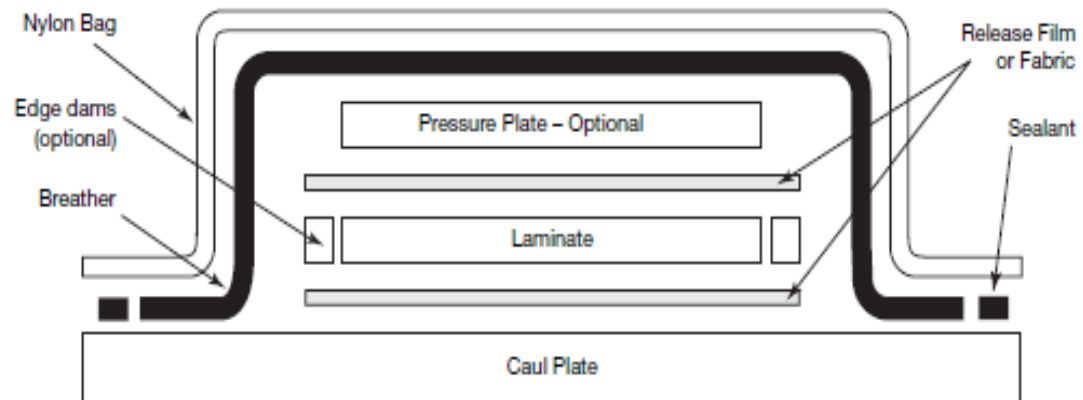 Nylon Bag
Release Film
or Fabric
Edge dams
(optional)
Pressure Plate – Optional
Sealant
Breather
Laminate
Caul Plate